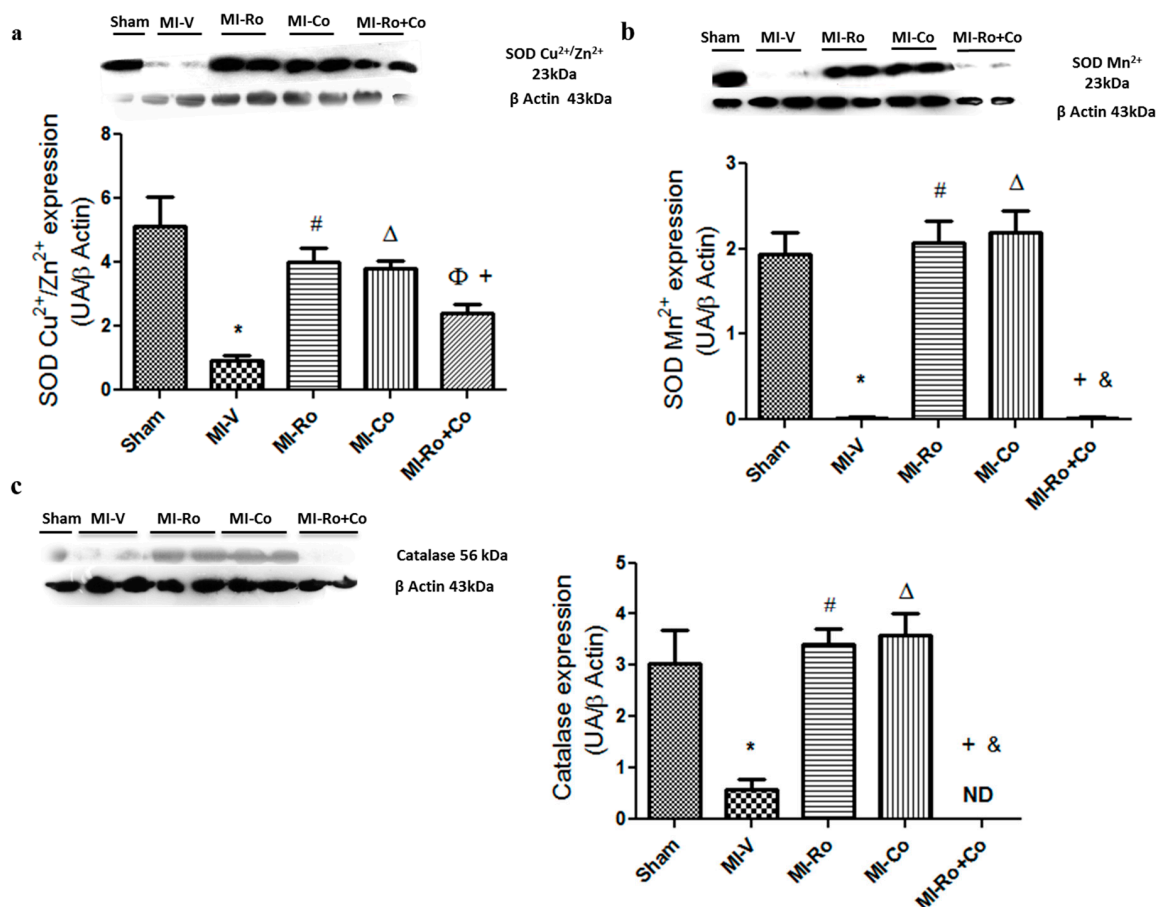 a
Sham MI-V MI-Ro MI-Co MI-Ro+Co
SOD Cu²⁺/Zn²⁺
23kDa
β Actin 43kDa
SOD Cu²⁺/Zn²⁺ expression
(UA/β Actin)
8
6
4
2
0
*
#
Δ
Φ +
Sham MI-V MI-Ro MI-Co MI-Ro+Co
b
Sham MI-V MI-Ro MI-Co MI-Ro+Co
SOD Mn²⁺
23kDa
β Actin 43kDa
SOD Mn²⁺ expression
(UA/β Actin)
3
2
1
0
*
#
Δ
+ &
Sham MI-V MI-Ro MI-Co MI-Ro+Co
c
Sham MI-V MI-Ro MI-Co MI-Ro+Co
Catalase 56 kDa
β Actin 43kDa
Catalase expression
(UA/β Actin)
5
4
3
2
1
0
*
#
Δ
+ &
ND
Sham MI-V MI-Ro MI-Co MI-Ro+Co